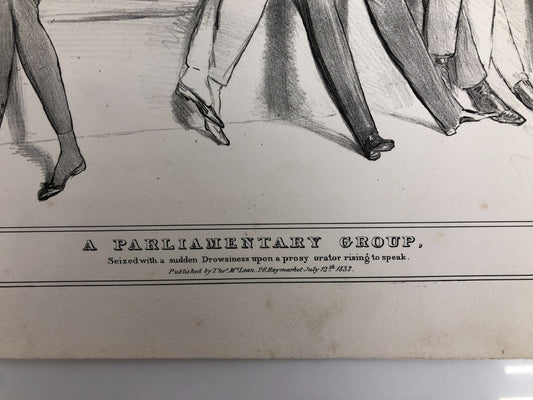 A PARLIAMENTARY GROUP,
Seized with a sudden Drowsiness upon a prosy orator rising to speak.
Published by Thos. McLean, 26 Haymarket July 12th 1832.